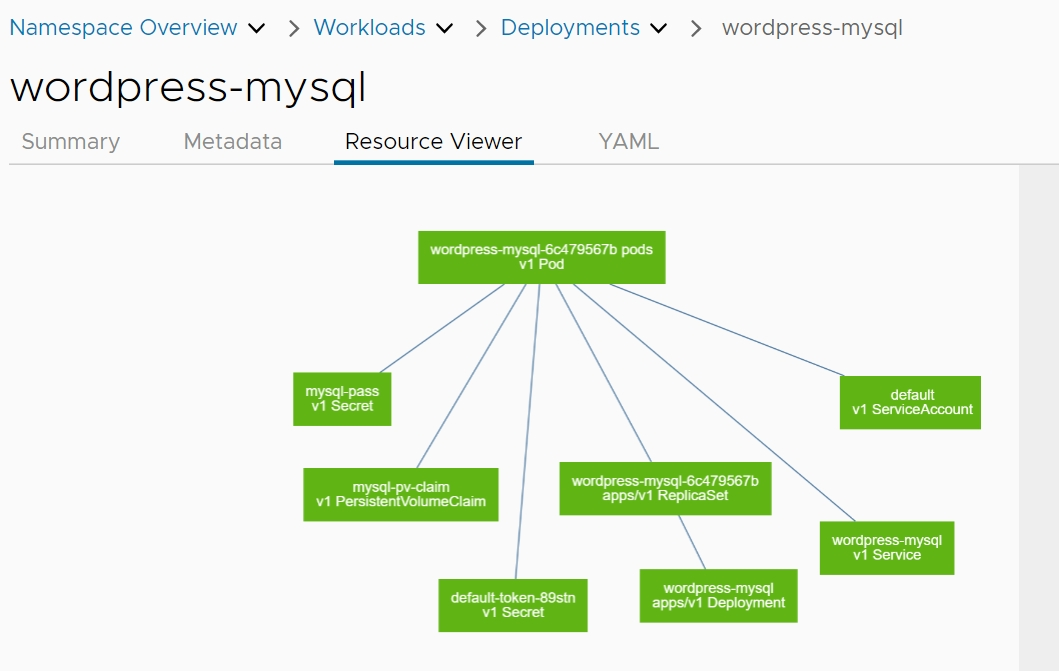 Namespace Overview > Workloads > Deployments > wordpress-mysql
wordpress-mysql
Summary Metadata Resource Viewer YAML
wordpress-mysql-6c479567b pods
v1 Pod
mysql-pass
v1 Secret
default
v1 ServiceAccount
mysql-pv-claim
v1 PersistentVolumeClaim
wordpress-mysql-6c479567b
apps/v1 ReplicaSet
wordpress-mysql
v1 Service
default-token-89stn
v1 Secret
wordpress-mysql
apps/v1 Deployment